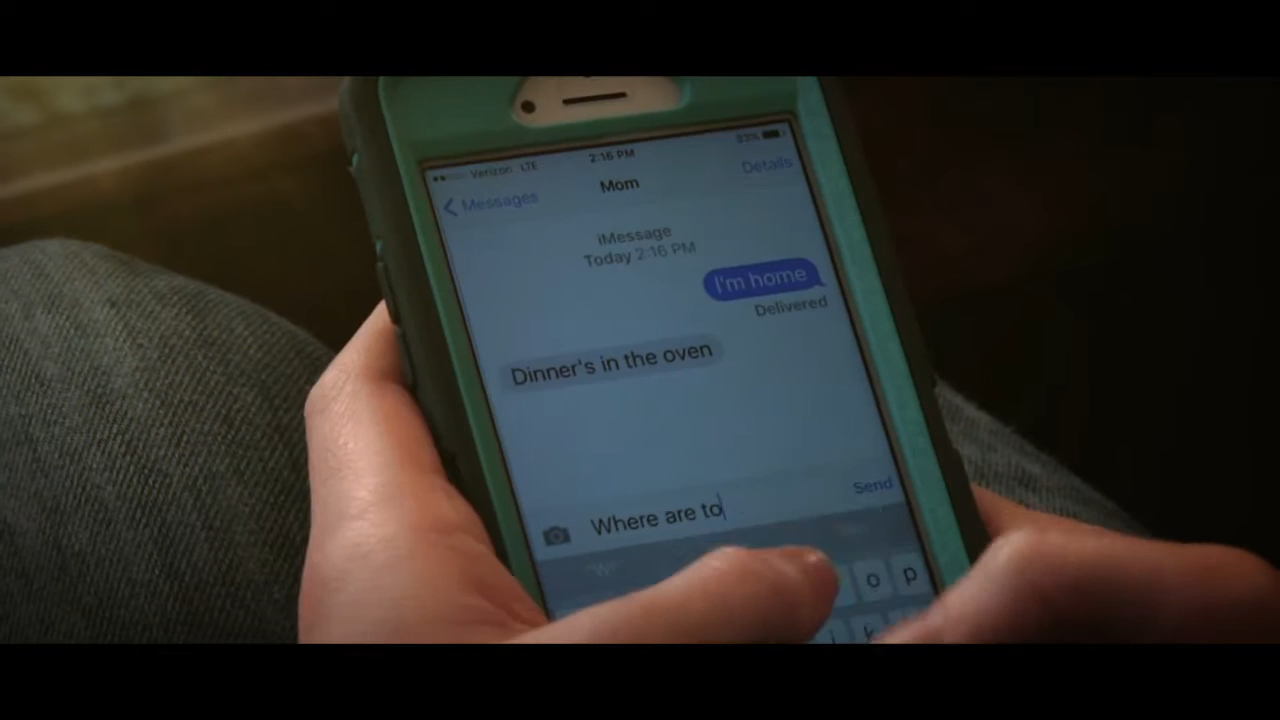 Verizon LTE 2:16 PM 93%
Messages Mom Details
iMessage
Today 2:16 PM
I'm home
Delivered
Dinner's in the oven
Where are to Send
o p